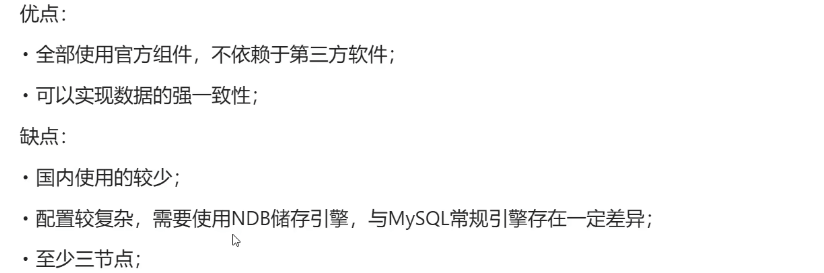 优点：
• 全部使用官方组件，不依赖于第三方软件；
• 可以实现数据的强一致性；
缺点：
• 国内使用的较少；
• 配置较复杂，需要使用NDB储存引擎，与MySQL常规引擎存在一定差异；
• 至少三节点；